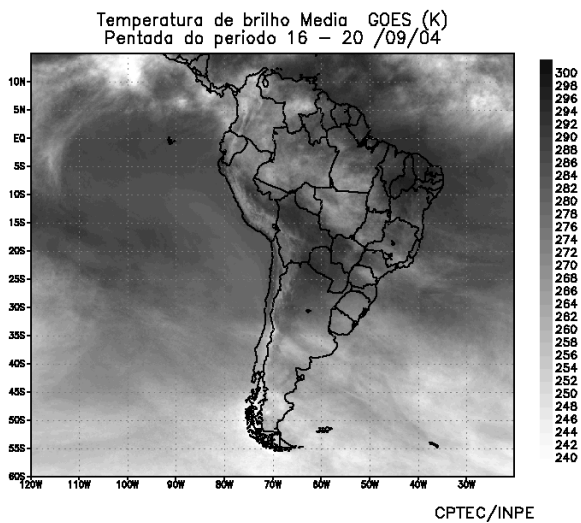 Temperatura de brilho Media GOES (K)
Pentada do periodo 16 - 20 /09/04
10N
5N
EQ
5S
10S
15S
20S
25S
30S
35S
40S
45S
50S
55S
60S
120W 110W 100W 90W 80W 70W 60W 50W 40W 30W
300
298
296
294
292
290
288
286
284
282
280
278
276
274
272
270
268
266
264
262
260
258
256
254
252
250
248
246
244
242
240
CPTEC/INPE